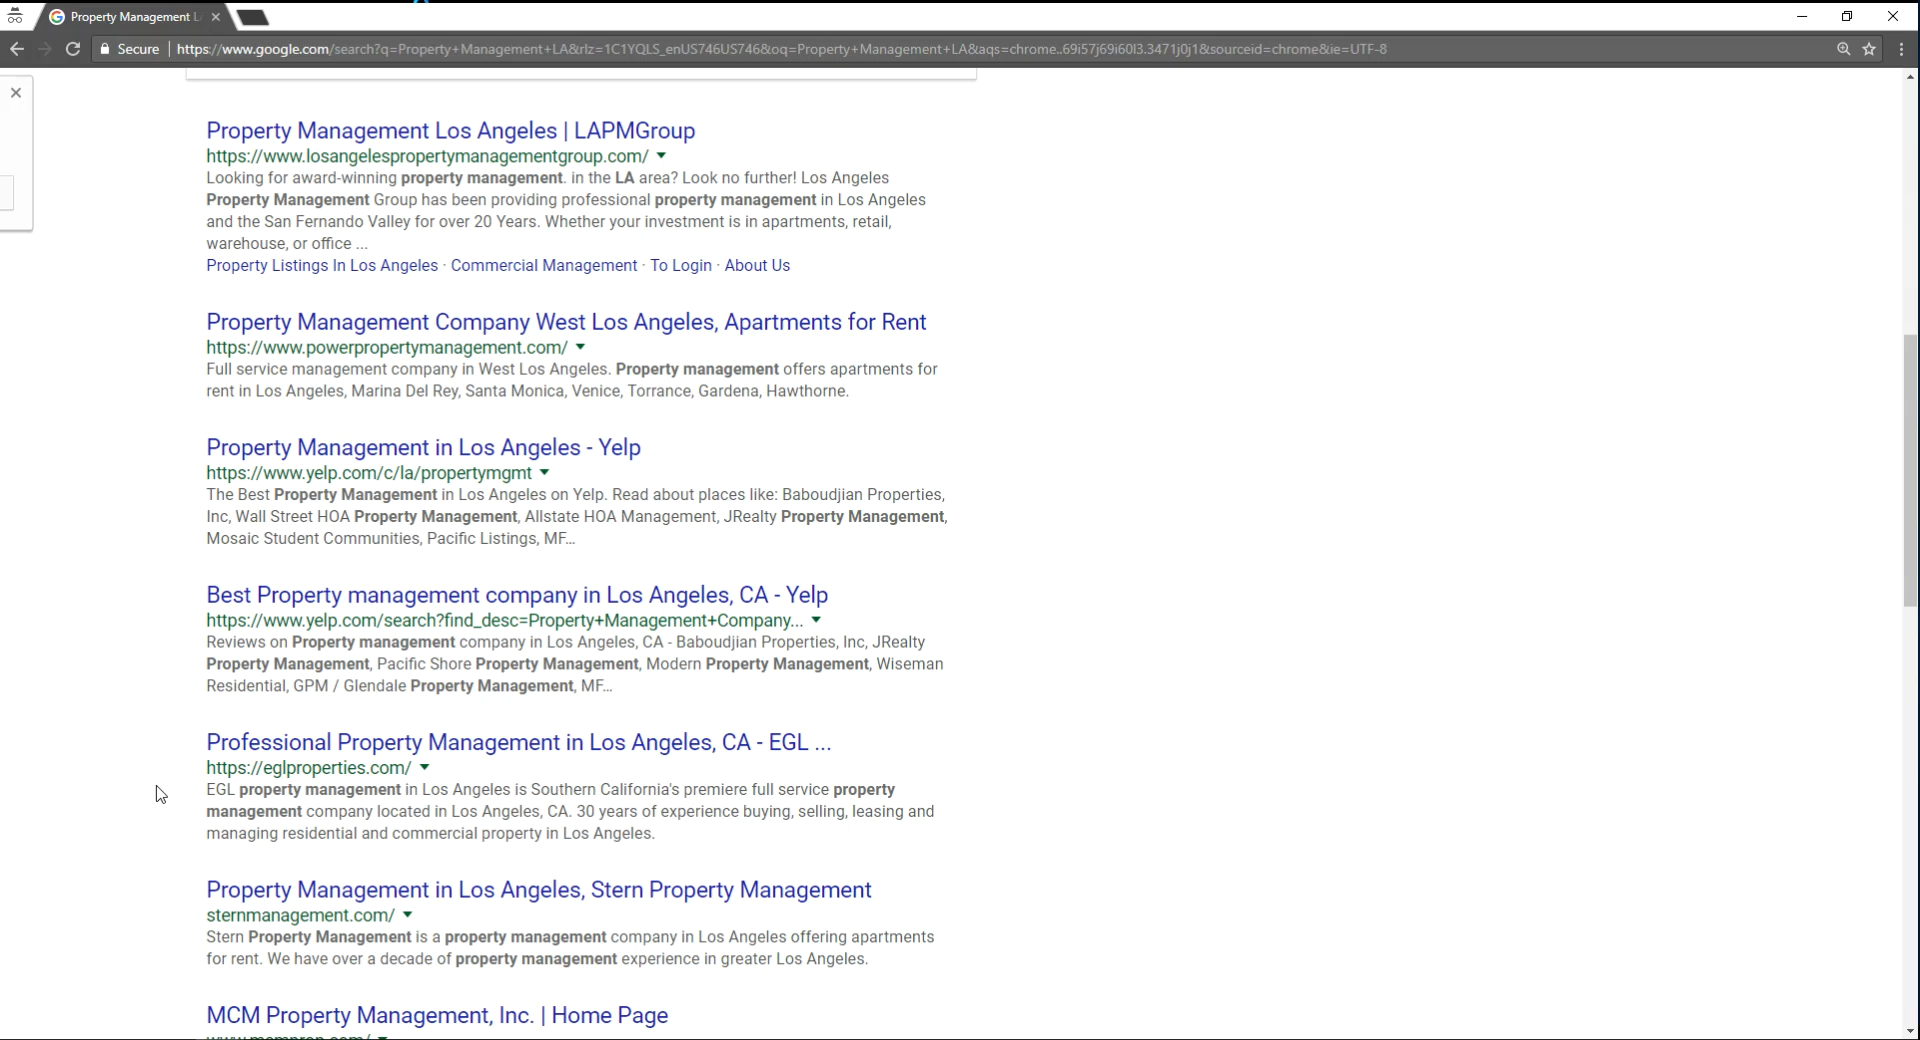 Property Management L
Secure
https://www.google.com/search?q=Property+Management+LA&rlz=1C1YQLS_enUS746US746&oq=Property+Management+LA&aqs=chrome..69i57j69i60l3.3471j0j1&sourceid=chrome&ie=UTF-8
Property Management Los Angeles | LAPMGroup
https://www.losangelespropertymanagementgroup.com/
Looking for award-winning property management. in the LA area? Look no further! Los Angeles
Property Management Group has been providing professional property management in Los Angeles
and the San Fernando Valley for over 20 Years. Whether your investment is in apartments, retail,
warehouse, or office ...
Property Listings In Los Angeles · Commercial Management · To Login · About Us
Property Management Company West Los Angeles, Apartments for Rent
https://www.powerpropertymanagement.com/
Full service management company in West Los Angeles. Property management offers apartments for
rent in Los Angeles, Marina Del Rey, Santa Monica, Venice, Torrance, Gardena, Hawthorne.
Property Management in Los Angeles - Yelp
https://www.yelp.com/c/la/propertymgmt
The Best Property Management in Los Angeles on Yelp. Read about places like: Baboudjian Properties,
Inc, Wall Street HOA Property Management, Allstate HOA Management, JRealty Property Management,
Mosaic Student Communities, Pacific Listings, MF...
Best Property management company in Los Angeles, CA - Yelp
https://www.yelp.com/search?find_desc=Property+Management+Company...
Reviews on Property management company in Los Angeles, CA - Baboudjian Properties, Inc, JRealty
Property Management, Pacific Shore Property Management, Modern Property Management, Wiseman
Residential, GPM / Glendale Property Management, MF...
Professional Property Management in Los Angeles, CA - EGL ...
https://eglproperties.com/
EGL property management in Los Angeles is Southern California's premiere full service property
management company located in Los Angeles, CA. 30 years of experience buying, selling, leasing and
managing residential and commercial property in Los Angeles.
Property Management in Los Angeles, Stern Property Management
sternmanagement.com/
Stern Property Management is a property management company in Los Angeles offering apartments
for rent. We have over a decade of property management experience in greater Los Angeles.
MCM Property Management, Inc. | Home Page